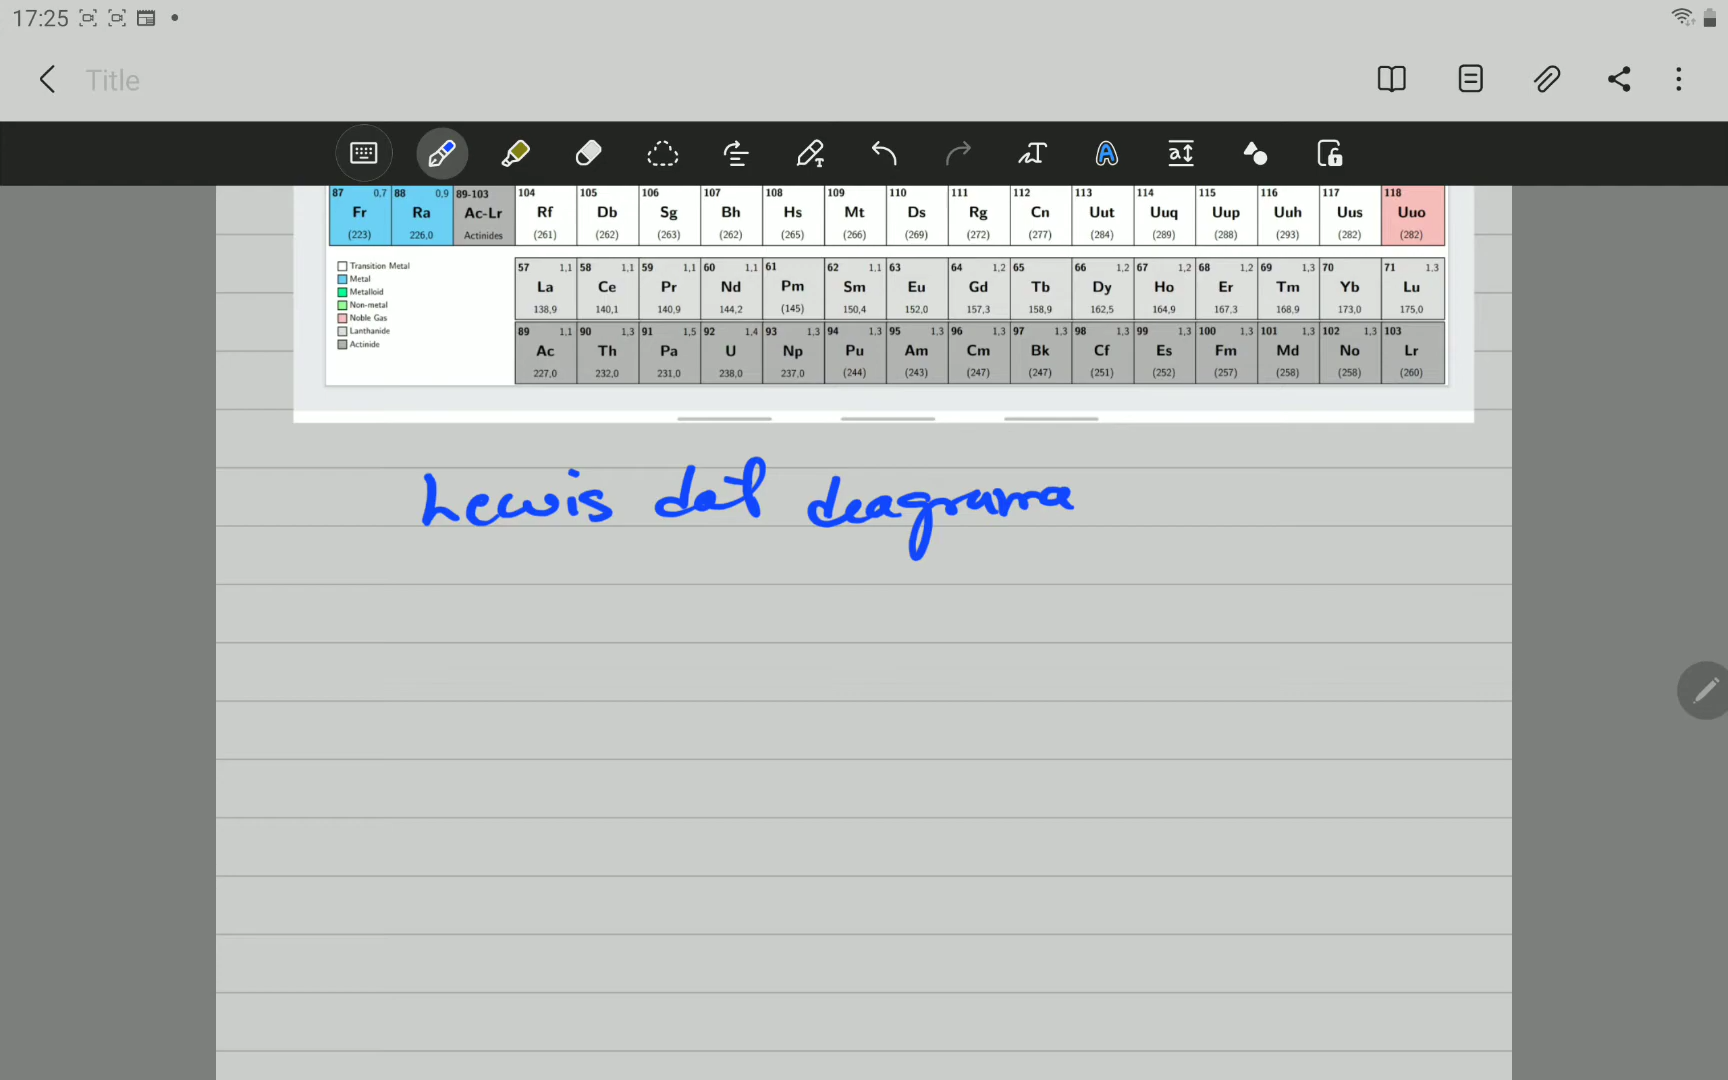 17:25
Title
87 0,7 88 0,9 89-103 104 105 106 107 108 109 110 111 112 113 114 115 116 117 118
Fr Ra Ac-Lr Rf Db Sg Bh Hs Mt Ds Rg Cn Uut Uuq Uup Uuh Uus Uuo
(223) 226,0 Actinides (261) (262) (263) (262) (265) (266) (269) (272) (277) (284) (289) (288) (293) (282) (282)
Transition Metal
Metal
Metalloid
Non-metal
Noble Gas
Lanthanide
Actinide
57 1,1 58 1,1 59 1,1 60 1,1 61 62 1,1 63 64 1,2 65 66 1,2 67 1,2 68 1,2 69 1,3 70 71 1,3
La Ce Pr Nd Pm Sm Eu Gd Tb Dy Ho Er Tm Yb Lu
138,9 140,1 140,9 144,2 (145) 150,4 152,0 157,3 158,9 162,5 164,9 167,3 168,9 173,0 175,0
89 1,1 90 1,3 91 1,5 92 1,4 93 1,3 94 1,3 95 1,3 96 1,3 97 1,3 98 1,3 99 1,3 100 1,3 101 1,3 102 1,3 103
Ac Th Pa U Np Pu Am Cm Bk Cf Es Fm Md No Lr
227,0 232,0 231,0 238,0 237,0 (244) (243) (247) (247) (251) (252) (257) (258) (258) (260)
Lewis dot deagrama